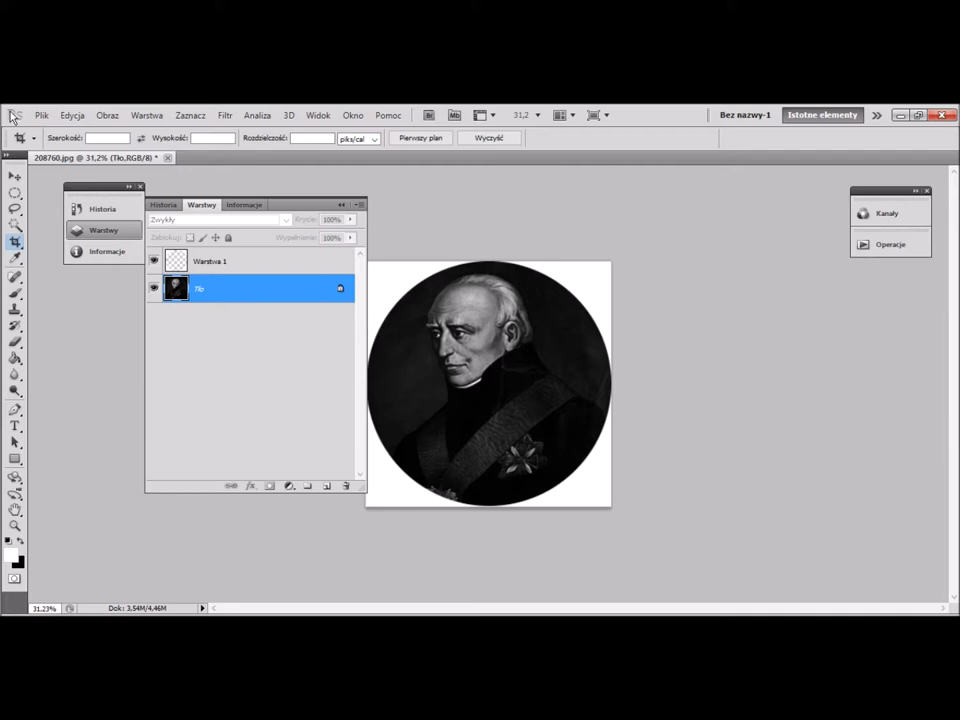 Plik Edycja Obraz Warstwa Zaznacz Filtr Analiza 3D Widok Okno Pomoc Br Mb 31,2 Bez nazwy-1 Istotne elementy
Szerokość: Wysokość: Rozdzielczość: piks/cal Pierwszy plan Wyczyść
208760.jpg @ 31,2% (Tło,RGB/8) *
Historia
Warstwy
Informacje
Historia Warstwy Informacje
Zwykły Krycie: 100%
Zablokuj: Wypełnienie: 100%
Warstwa 1
Tło
Kanały
Operacje
31,23% Dok: 3,54M/4,46M